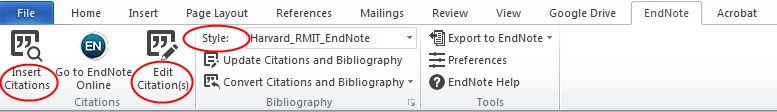 File Home Insert Page Layout References Mailings Review View Google Drive EndNote Acrobat
Insert Citations
EN
Go to EndNote Online
Edit Citation(s)
Citations
Style: Harvard_RMIT_EndNote
Update Citations and Bibliography
Convert Citations and Bibliography
Bibliography
Export to EndNote
Preferences
EndNote Help
Tools